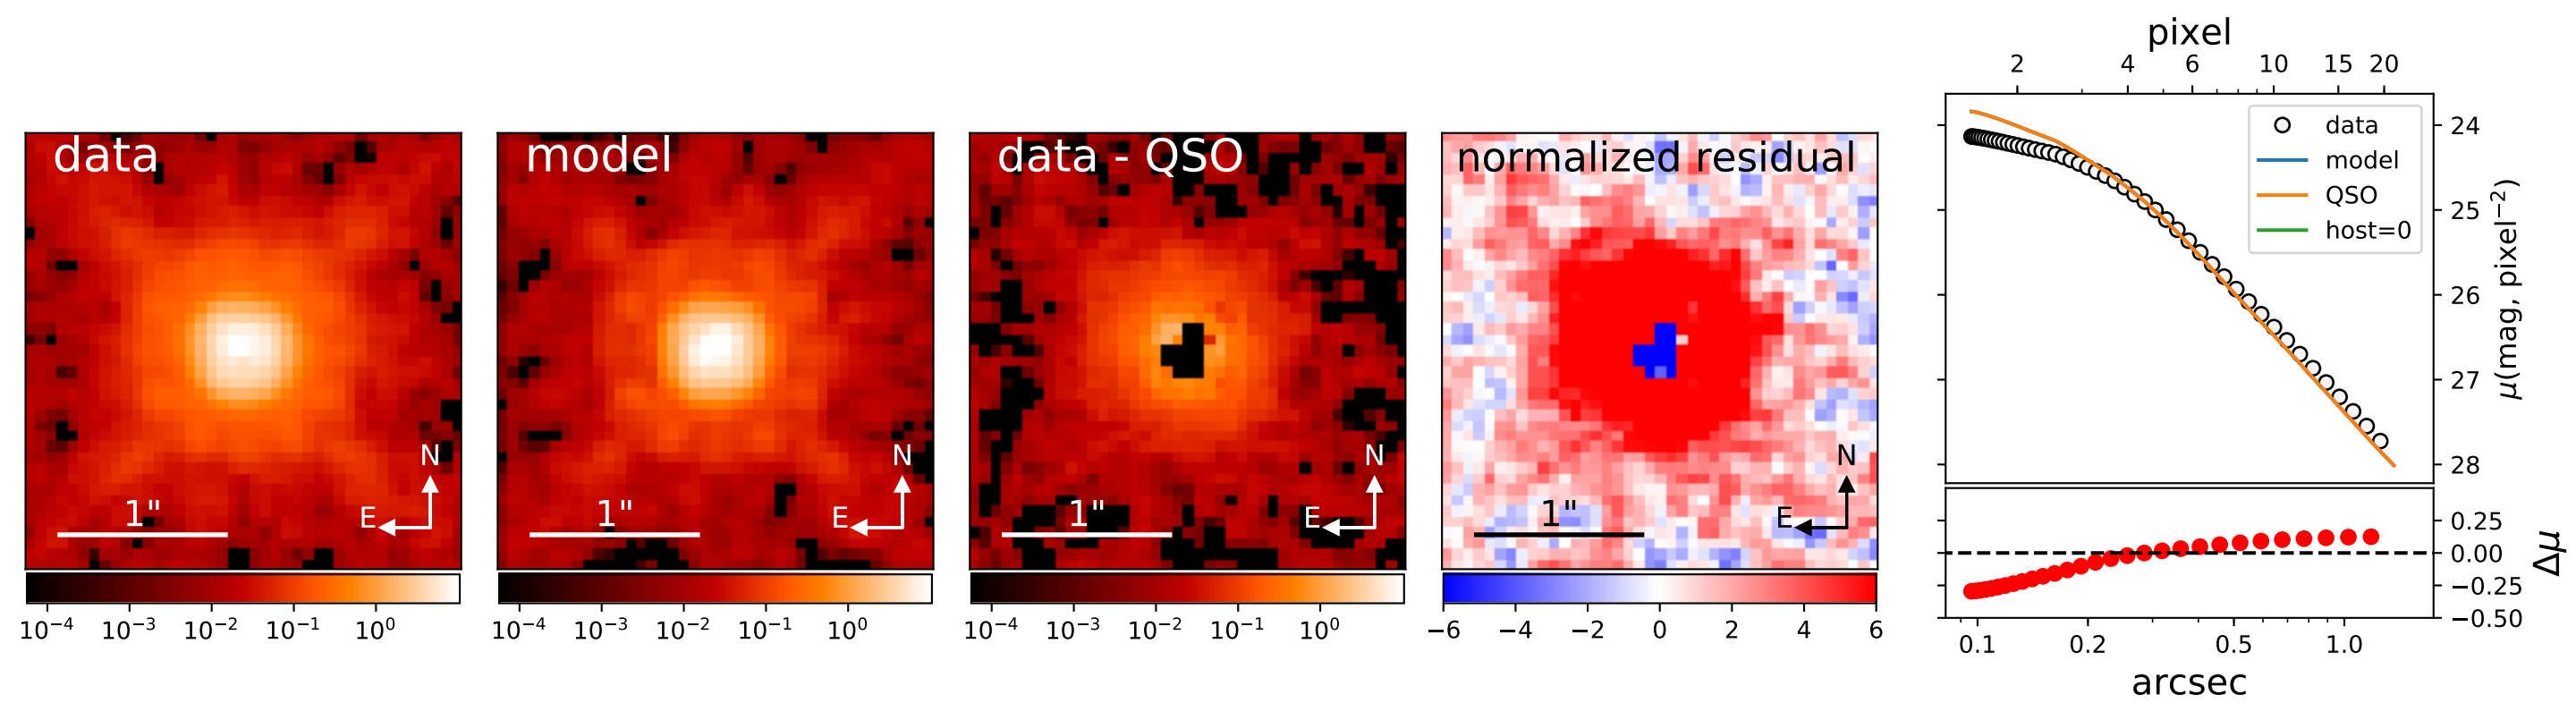 data
N
E
1"
10⁻⁴ 10⁻³ 10⁻² 10⁻¹ 10⁰
model
N
E
1"
10⁻⁴ 10⁻³ 10⁻² 10⁻¹ 10⁰
data - QSO
N
E
1"
10⁻⁴ 10⁻³ 10⁻² 10⁻¹ 10⁰
normalized residual
N
E
1"
−6 −4 −2 0 2 4 6
pixel
2 4 6 10 15 20
data
model
QSO
host=0
24
25
26
27
28
μ(mag, pixel⁻²)
0.25
0.00
−0.25
−0.50
Δμ
0.1 0.2 0.5 1.0
arcsec